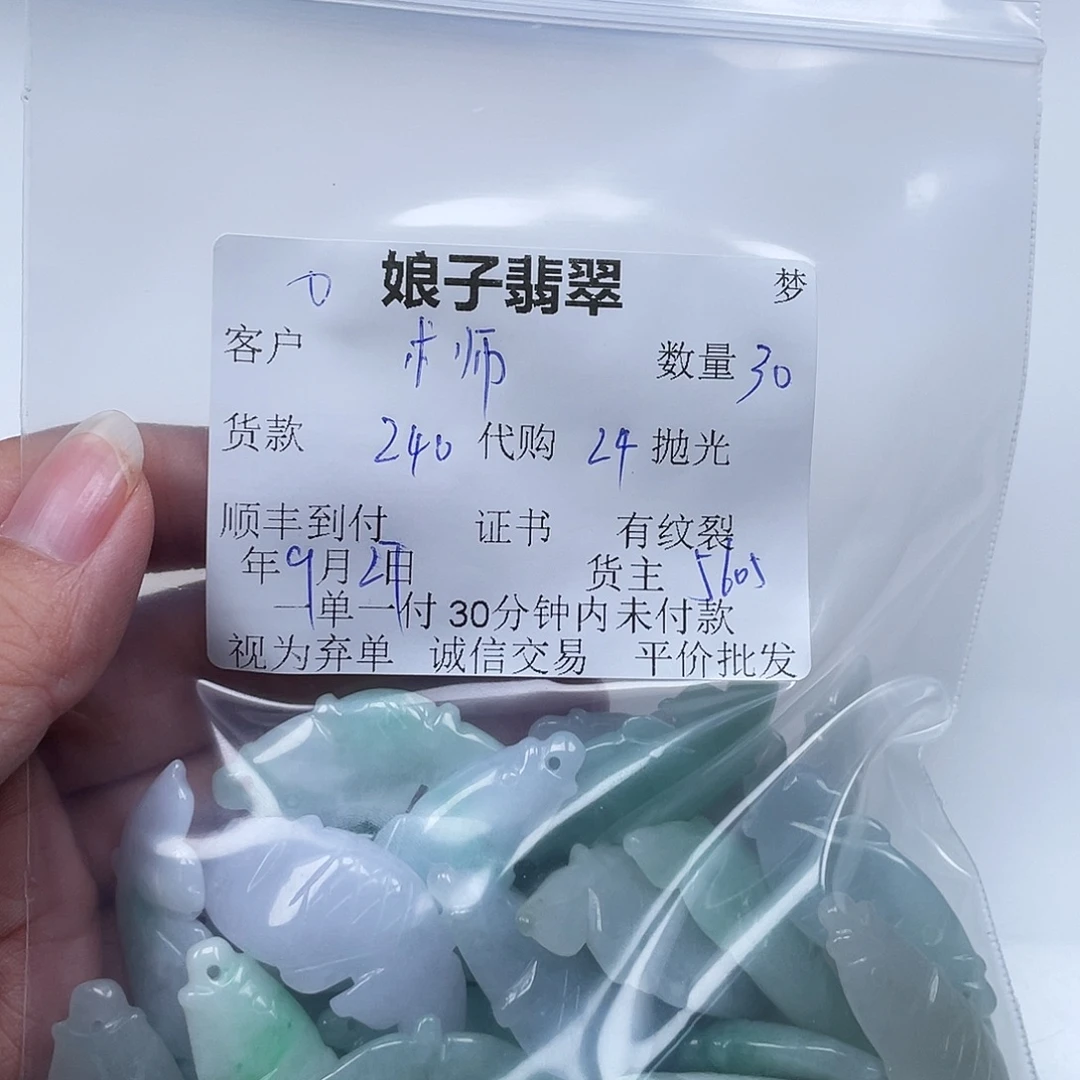 娘子翡翠 梦
客户 术师 数量 30
货款 240 代购 24 抛光
顺丰到付 证书 有纹裂
年9月27日 货主 5605
一单一付 30分钟内未付款
视为弃单 诚信交易 平价批发